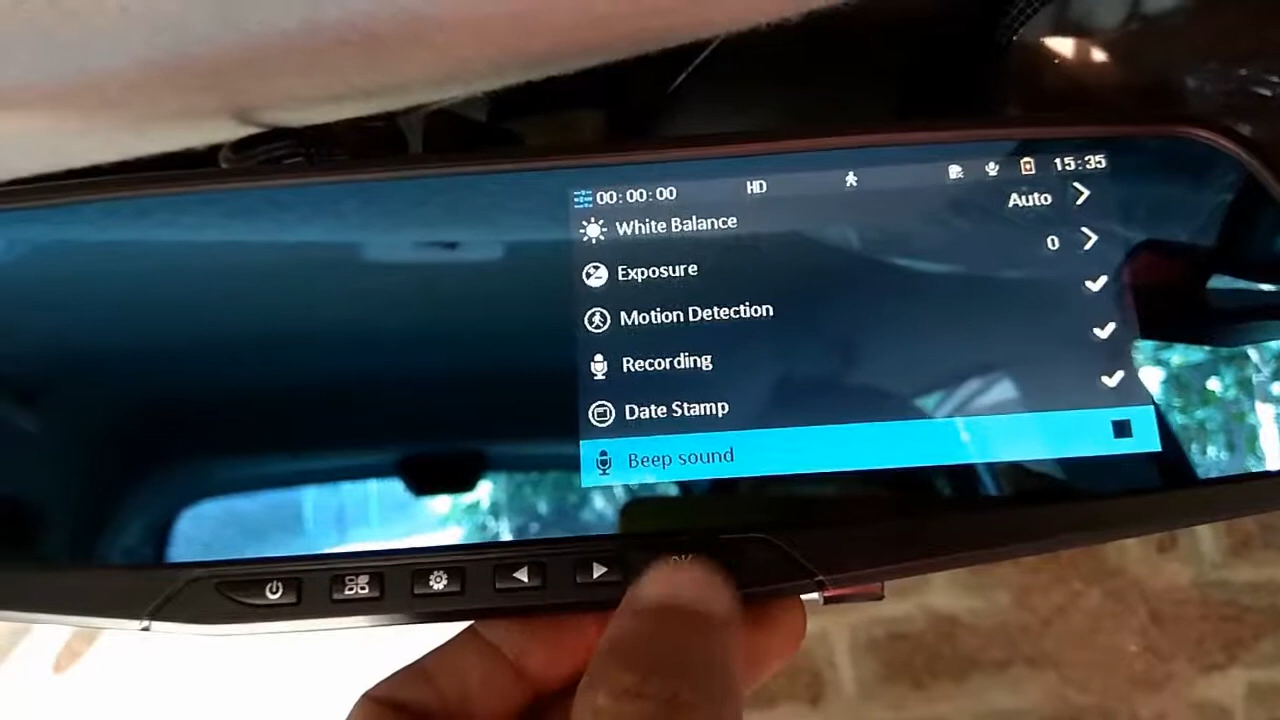 00:00:00 HD 15:35
White Balance Auto
Exposure 0
Motion Detection
Recording
Date Stamp
Beep sound